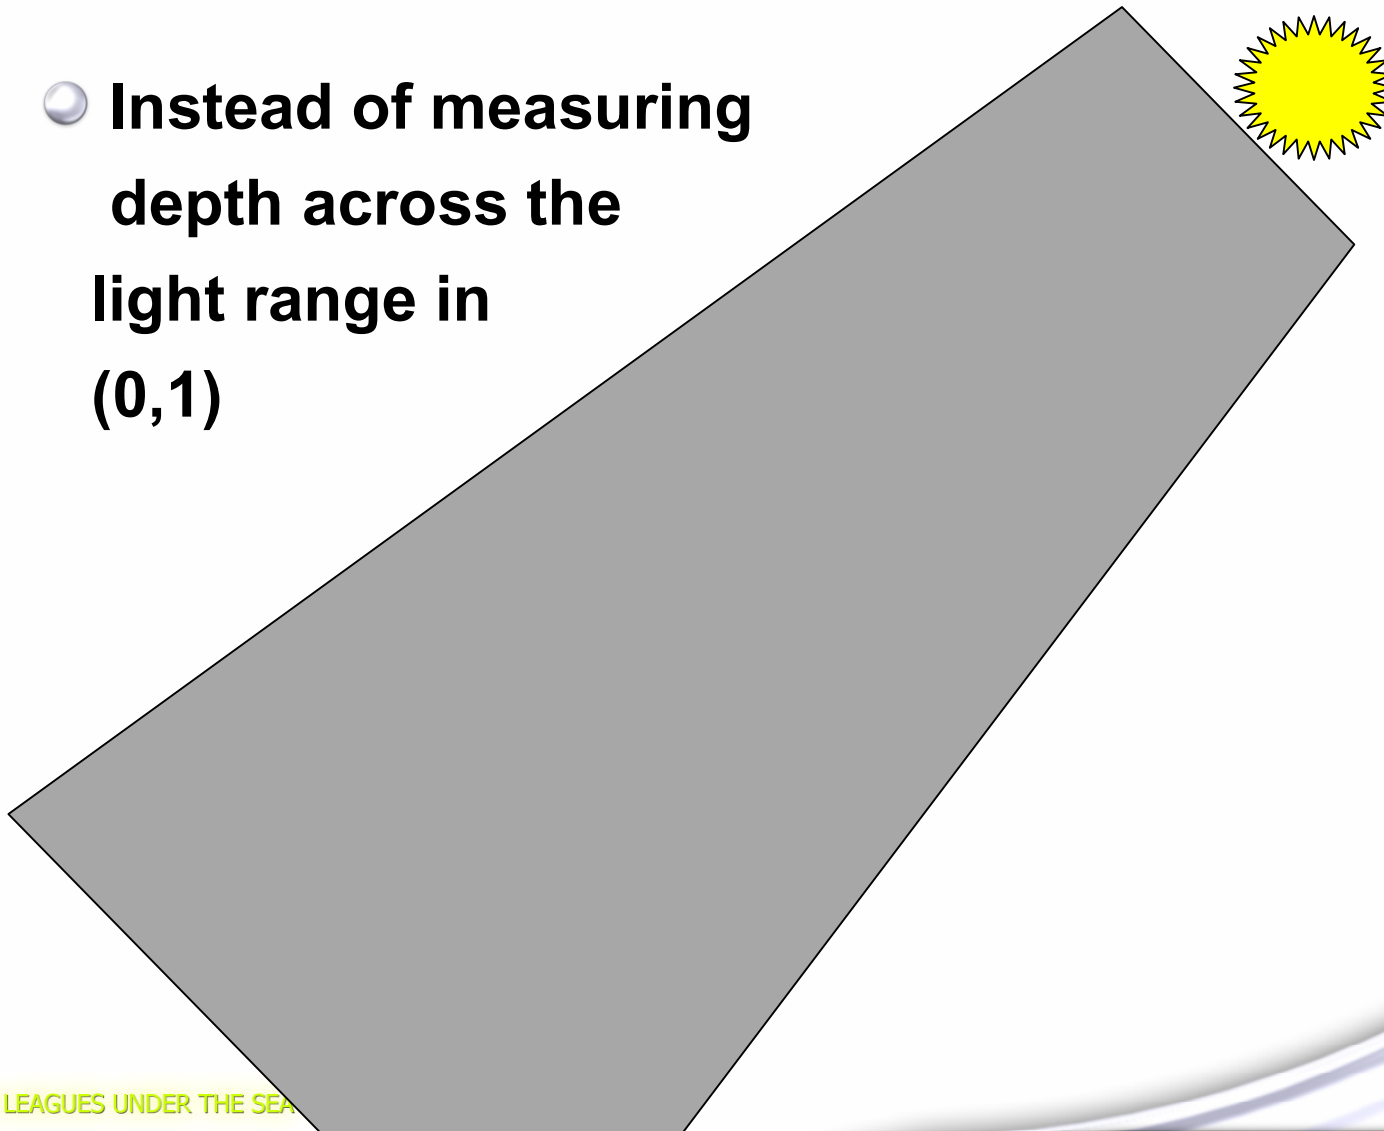 Instead of measuring
depth across the
light range in
(0,1)
LEAGUES UNDER THE SEA